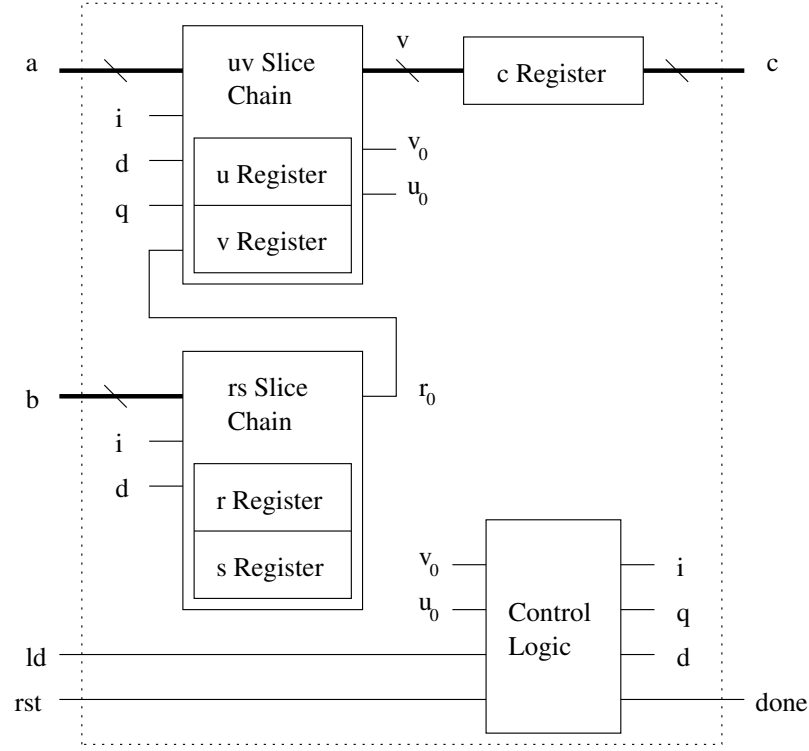 a
uv Slice
Chain
v
c Register
c
i
d
q
u Register
v Register
v₀
u₀
b
rs Slice
Chain
r₀
i
d
r Register
s Register
v₀
u₀
Control
Logic
i
q
d
ld
rst
done